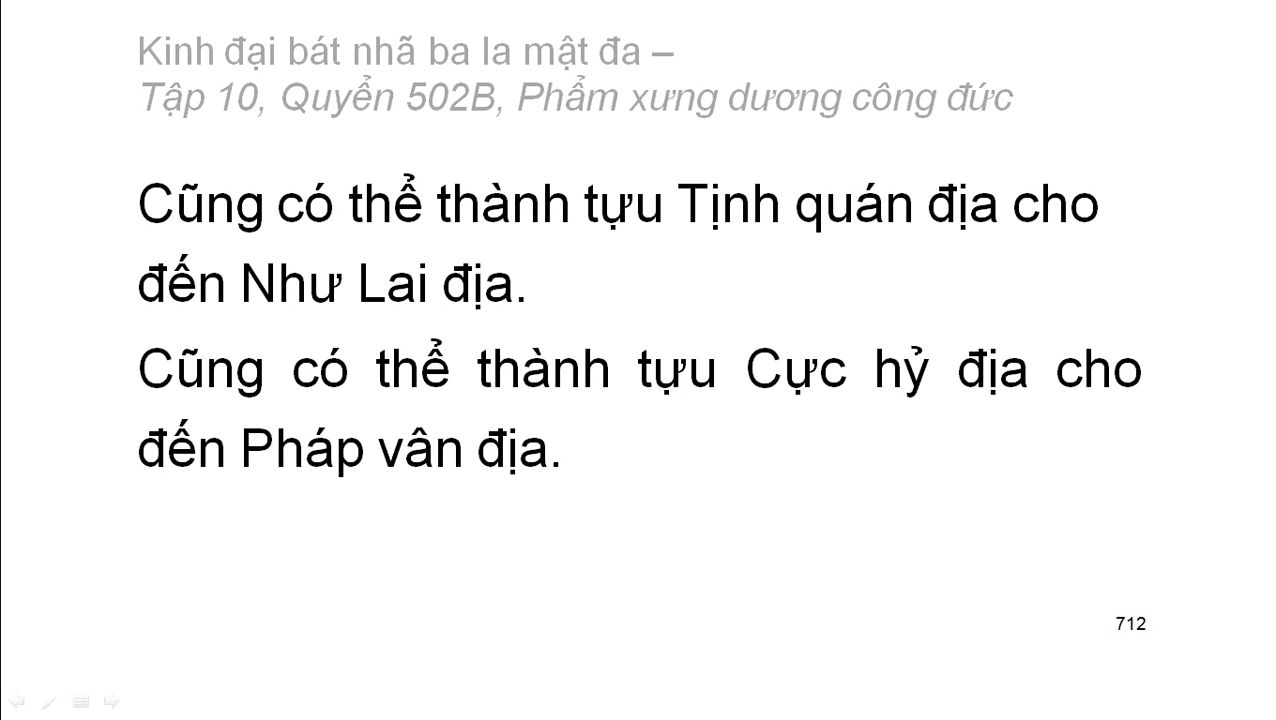 Kinh đại bát nhã ba la mật đa –
Tập 10, Quyển 502B, Phẩm xưng dương công đức
Cũng có thể thành tựu Tịnh quán địa cho
đến Như Lai địa.
Cũng có thể thành tựu Cực hỷ địa cho
đến Pháp vân địa.
712